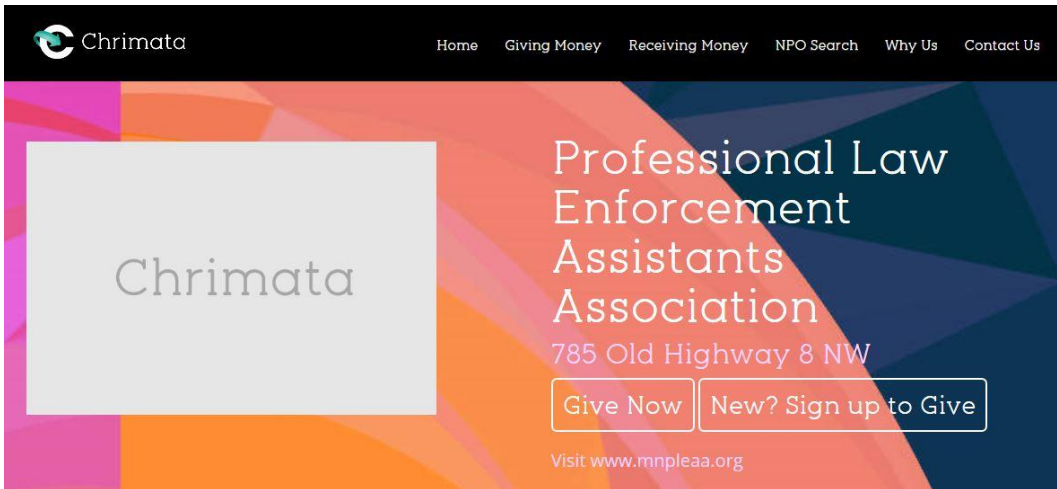 Chrimata
Home Giving Money Receiving Money NPO Search Why Us Contact Us
Chrimata
Professional Law
Enforcement
Assistants
Association
785 Old Highway 8 NW
Give Now New? Sign up to Give
Visit www.mnpleaa.org